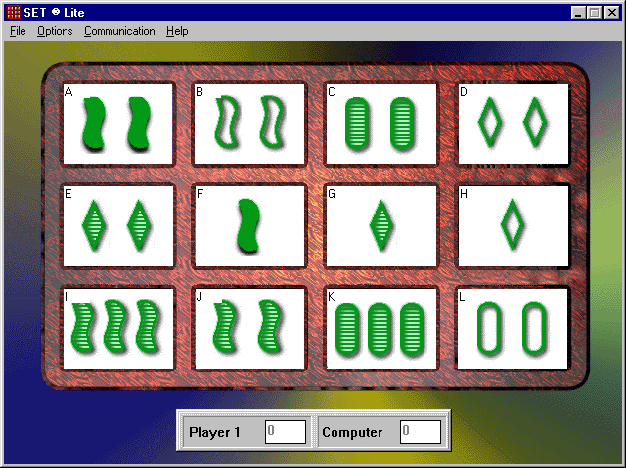 SET ® Lite
File Options Communication Help
A B C D
E F G H
I J K L
Player 1 0 Computer 0